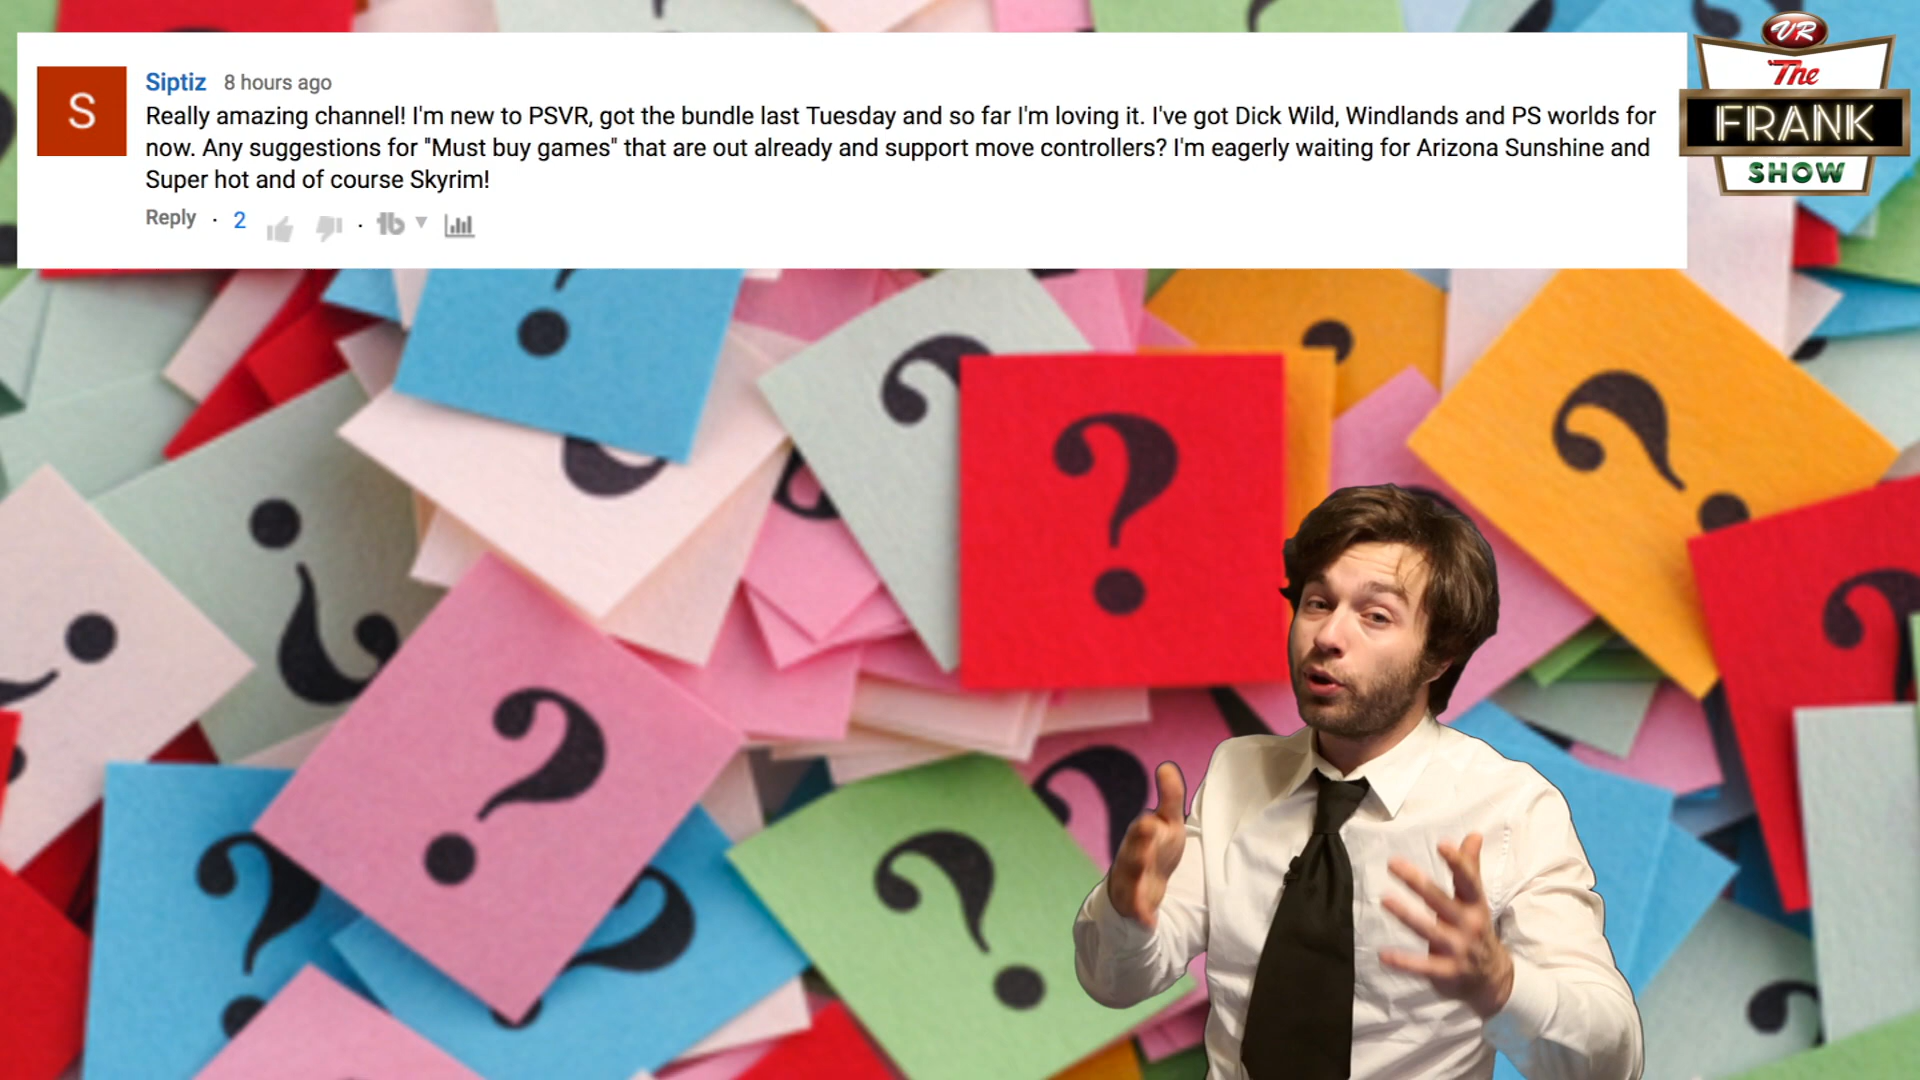 S
Siptiz 8 hours ago
Really amazing channel! I'm new to PSVR, got the bundle last Tuesday and so far I'm loving it. I've got Dick Wild, Windlands and PS worlds for
now. Any suggestions for "Must buy games" that are out already and support move controllers? I'm eagerly waiting for Arizona Sunshine and
Super hot and of course Skyrim!
Reply · 2 · tb ▼
VR
The
FRANK
SHOW
?
?
?
?
?
?
?
?
?
?
?